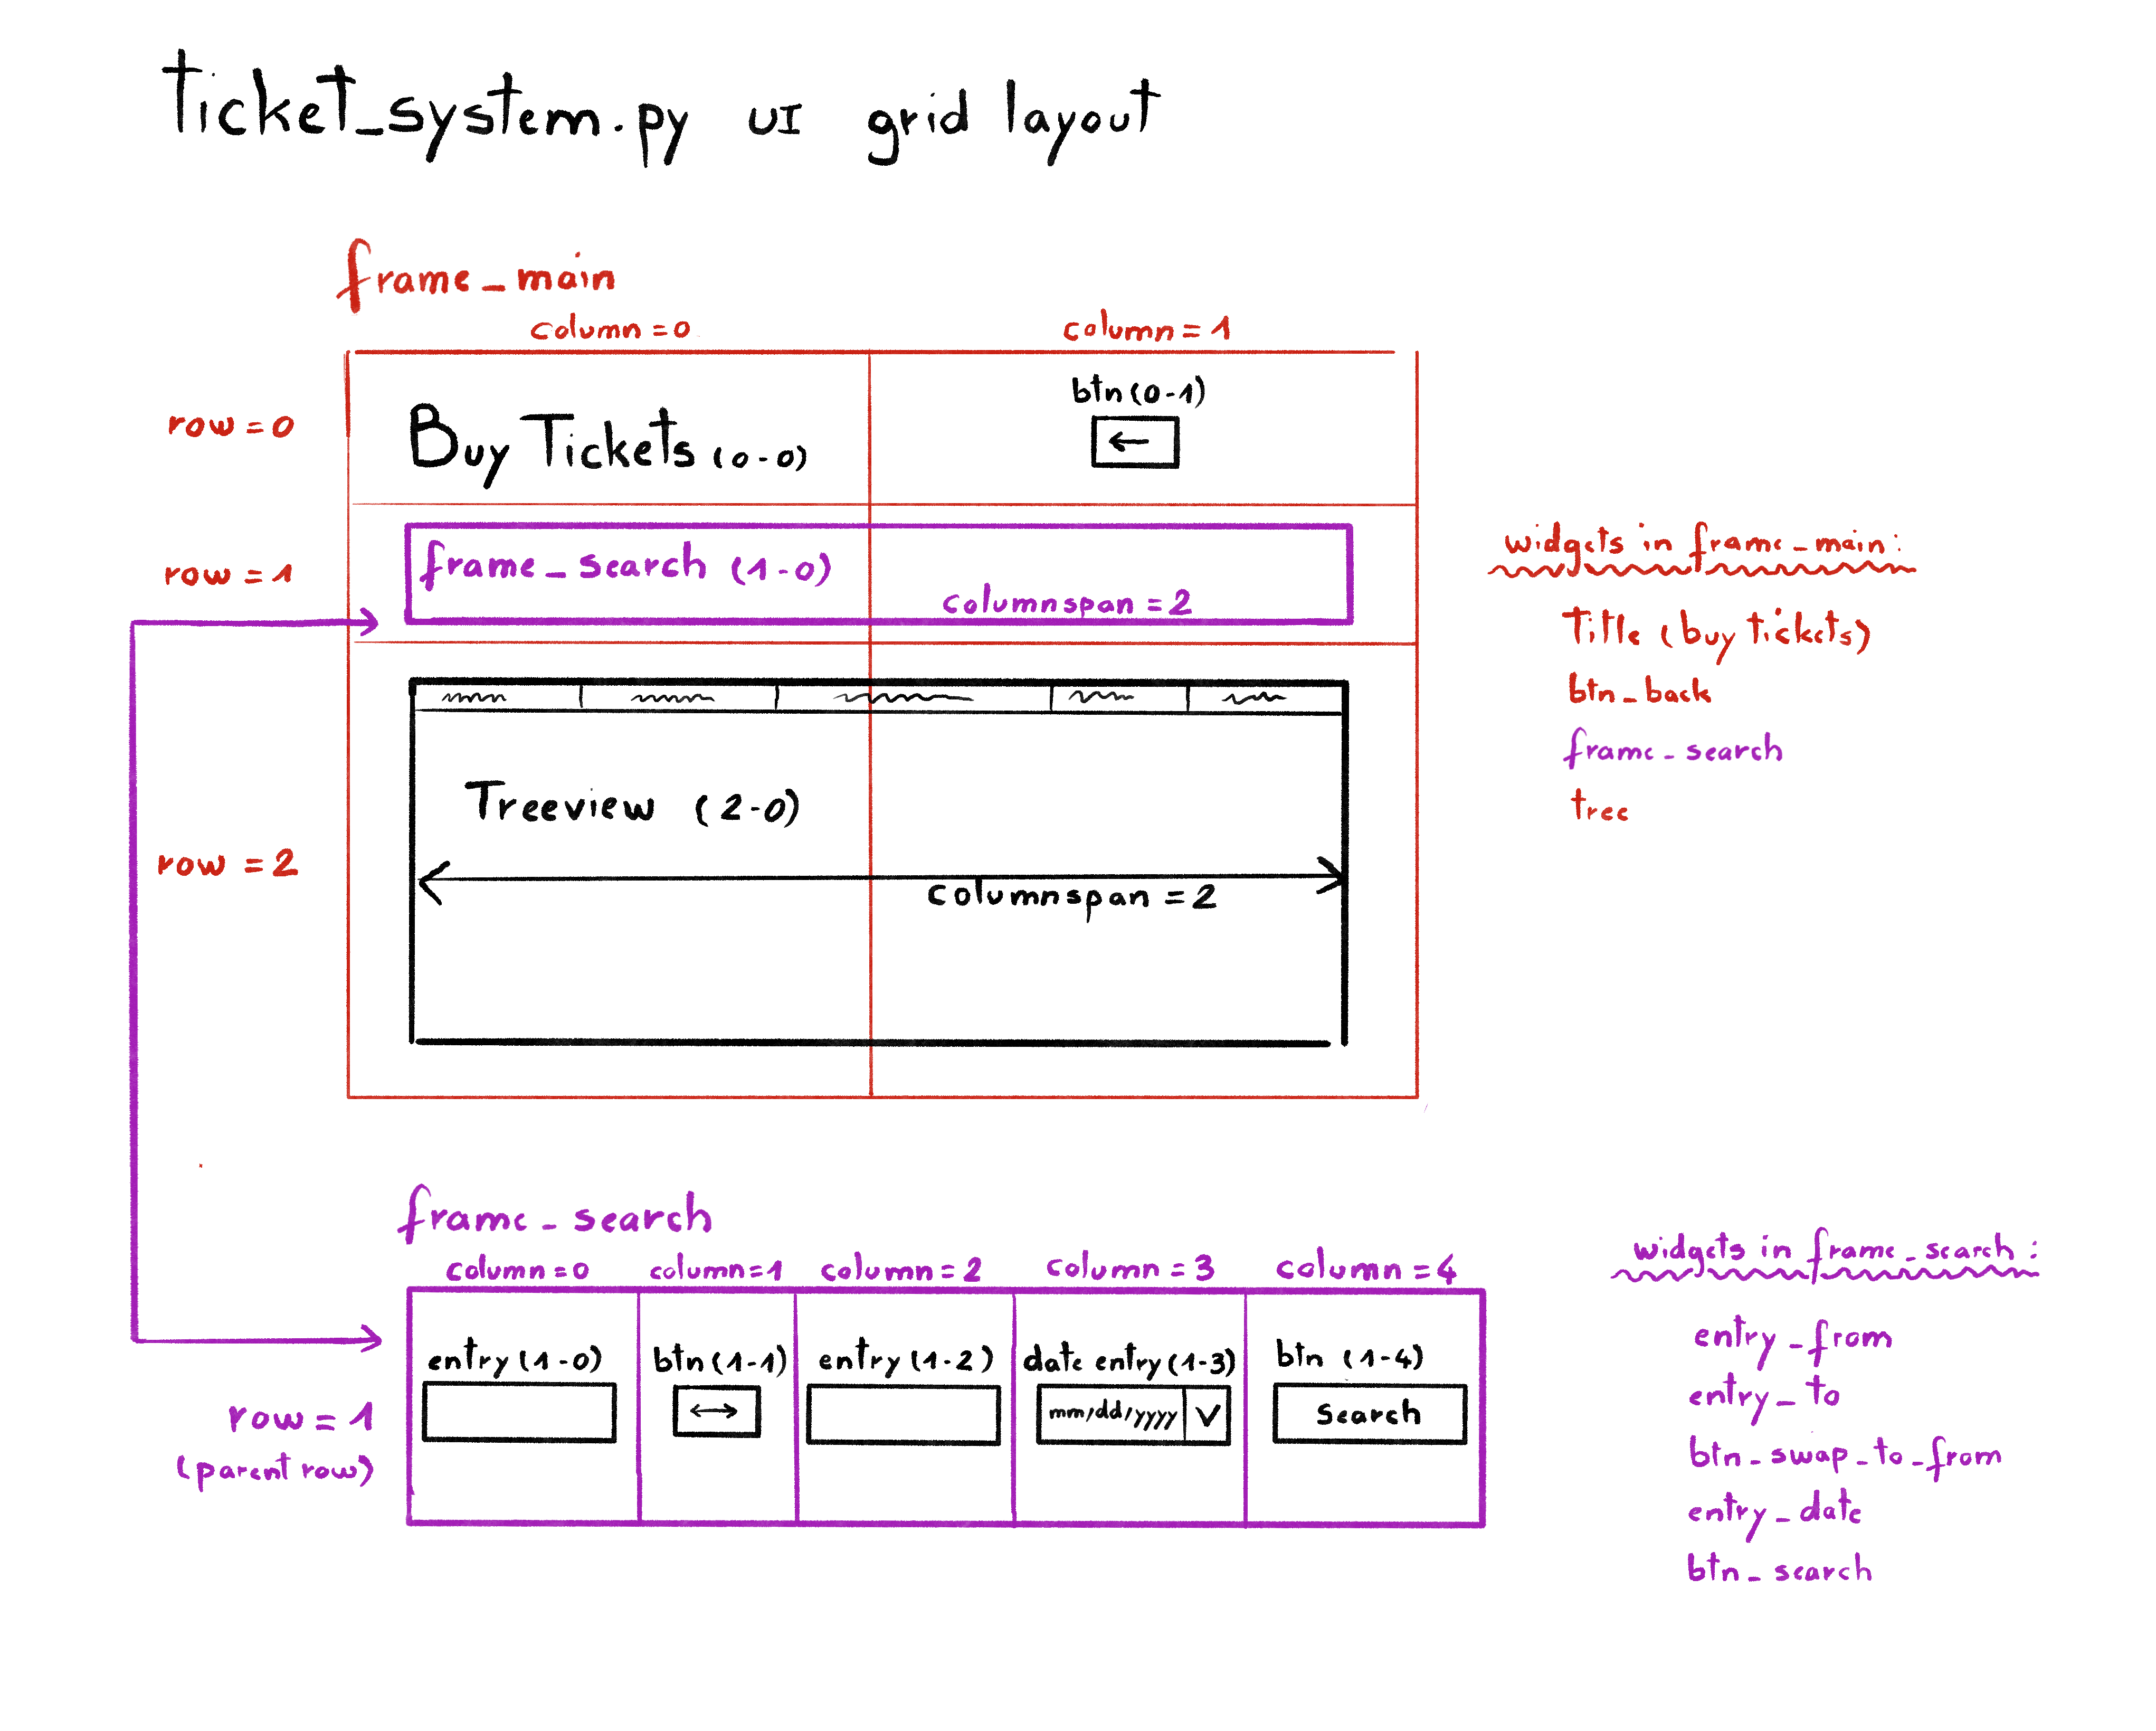 ticket_system.py UI grid layout
frame_main
column=0
column=1
row=0
Buy Tickets (0-0)
btn(0-1)
←
row=1
frame_search (1-0)
columnspan=2
row=2
Treeview (2-0)
columnspan=2
widgets in frame_main:
Title (buy tickets)
btn_back
frame_search
tree
frame_search
column=0
column=1
column=2
column=3
column=4
row=1
(parent row)
entry(1-0)
btn(1-1)
↔
entry(1-2)
date entry(1-3)
mm/dd/yyyy V
btn (1-4)
Search
widgets in frame_search:
entry_from
entry_to
btn_swap_to_from
entry_date
btn_search